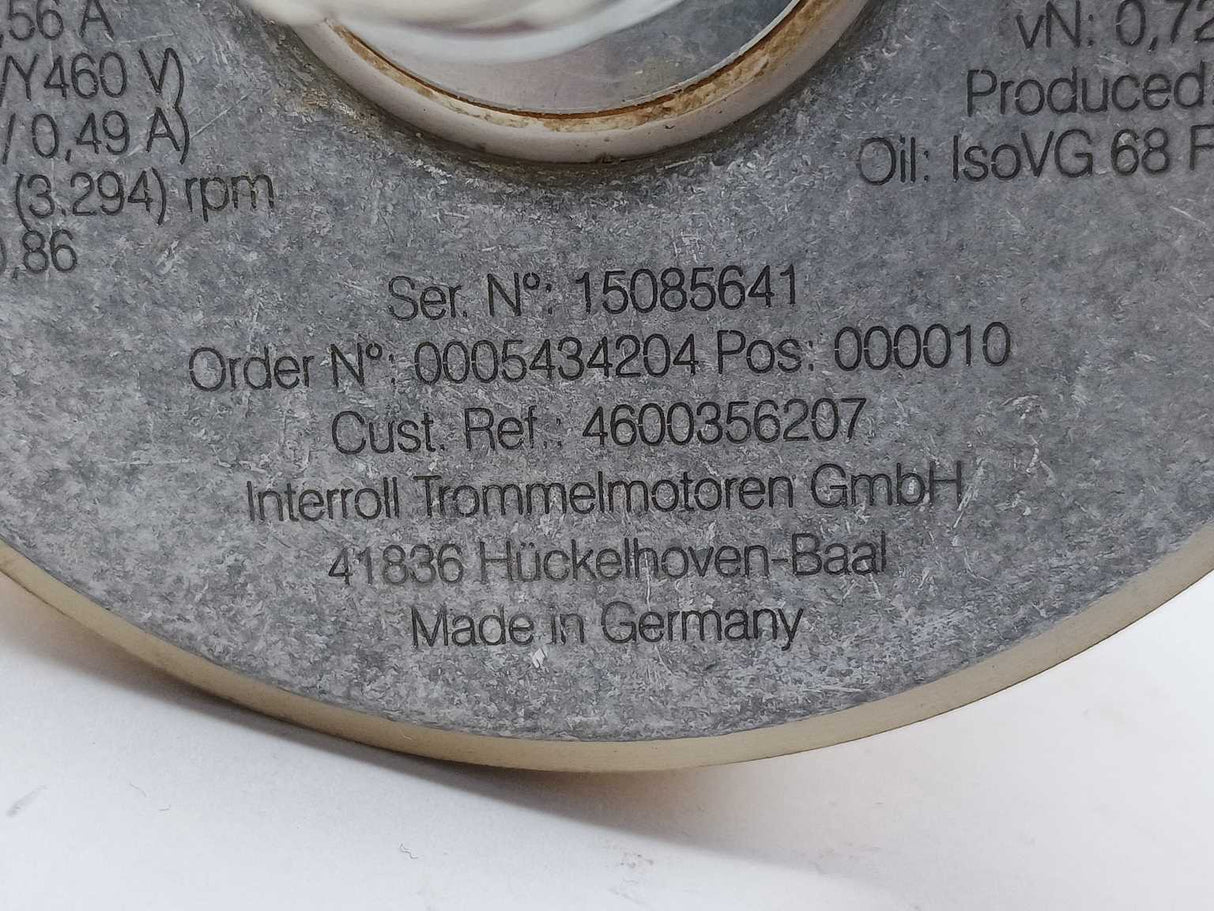 ,56 A
/Y460 V)
/ 0,49 A)
(3.294) rpm
0,86
vN: 0,72
Produced
Oil: IsoVG 68 F
Ser. N°: 15085641
Order N°: 0005434204 Pos: 000010
Cust. Ref.: 4600356207
Interroll Trommelmotoren GmbH
41836 Hückelhoven-Baal
Made in Germany